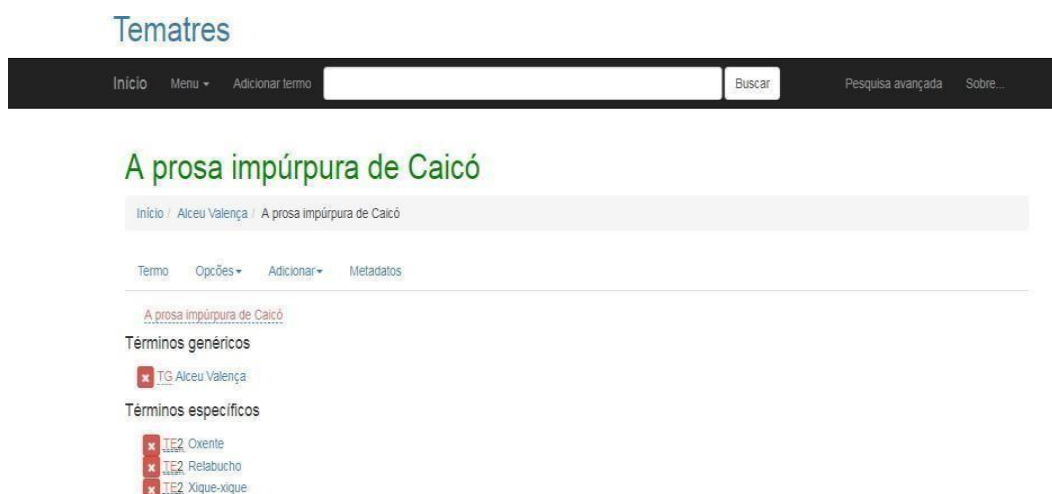 Tematres
Início Menu Adicionar termo Buscar Pesquisa avançada Sobre...
A prosa impúrpura de Caicó
Início / Alceu Valença / A prosa impúrpura de Caicó
Termo Opcões Adicionar Metadatos
A prosa impúrpura de Caicó
Términos genéricos
x TG Alceu Valença
Términos específicos
x TE2 Oxente
x TE2 Relabucho
x TE2 Xique-xique